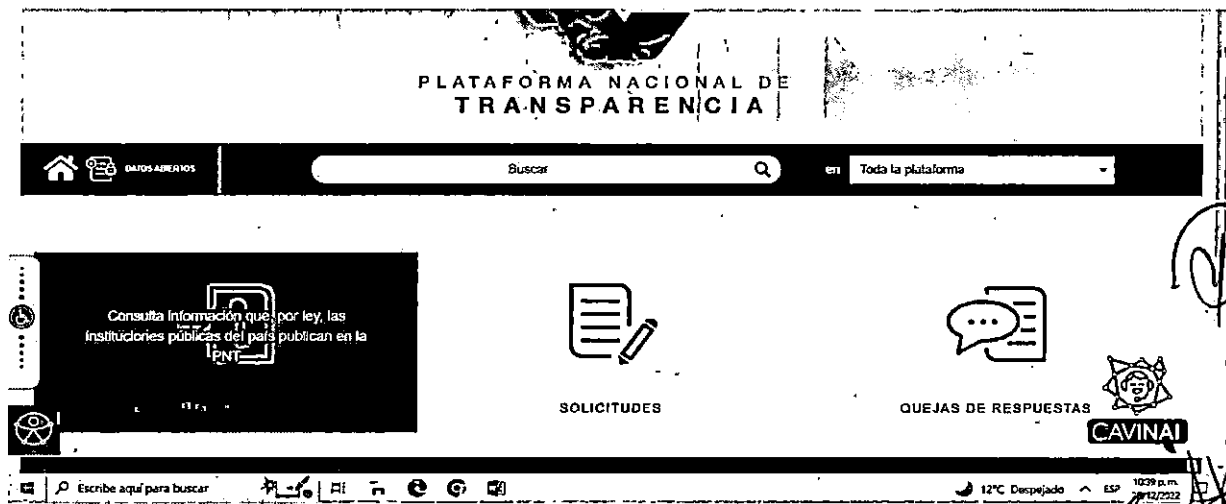 PLATAFORMA NACIONAL DE
TRANSPARENCIA
DATOS ABIERTOS
Buscar
en
Toda la plataforma
Consulta información que, por ley, las
instituciones públicas del país publican en la
PNT
SOLICITUDES
QUEJAS DE RESPUESTAS
CAVINAI
Escribe aquí para buscar
12°C Despejado
ESP
10:39 p.m.
/12/2022